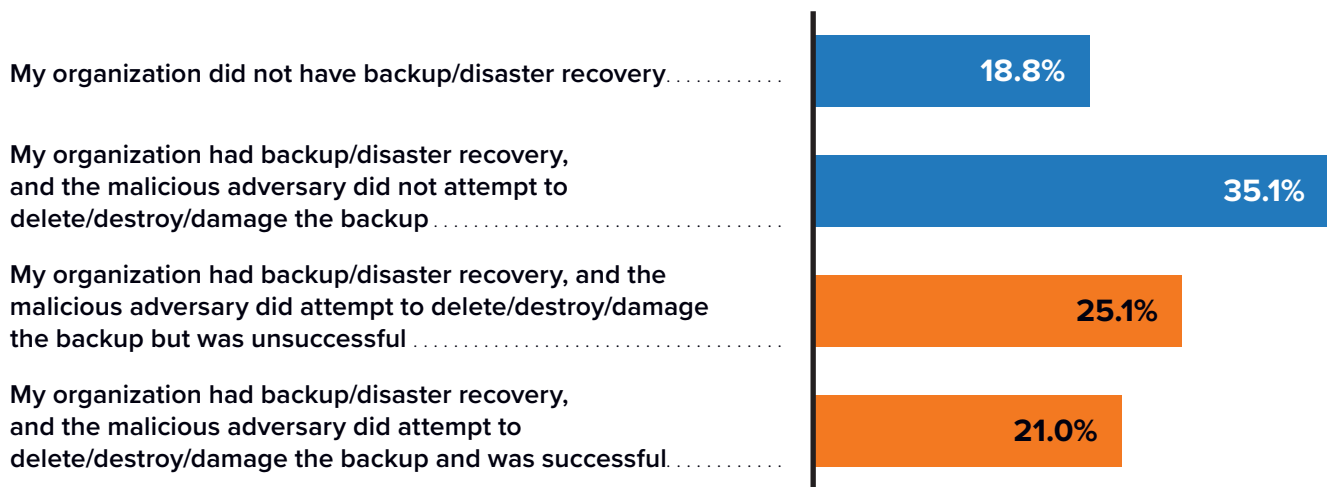 My organization did not have backup/disaster recovery............ 18.8%
My organization had backup/disaster recovery,
and the malicious adversary did not attempt to
delete/destroy/damage the backup................................... 35.1%
My organization had backup/disaster recovery, and the
malicious adversary did attempt to delete/destroy/damage
the backup but was unsuccessful..................................... 25.1%
My organization had backup/disaster recovery,
and the malicious adversary did attempt to
delete/destroy/damage the backup and was successful............ 21.0%